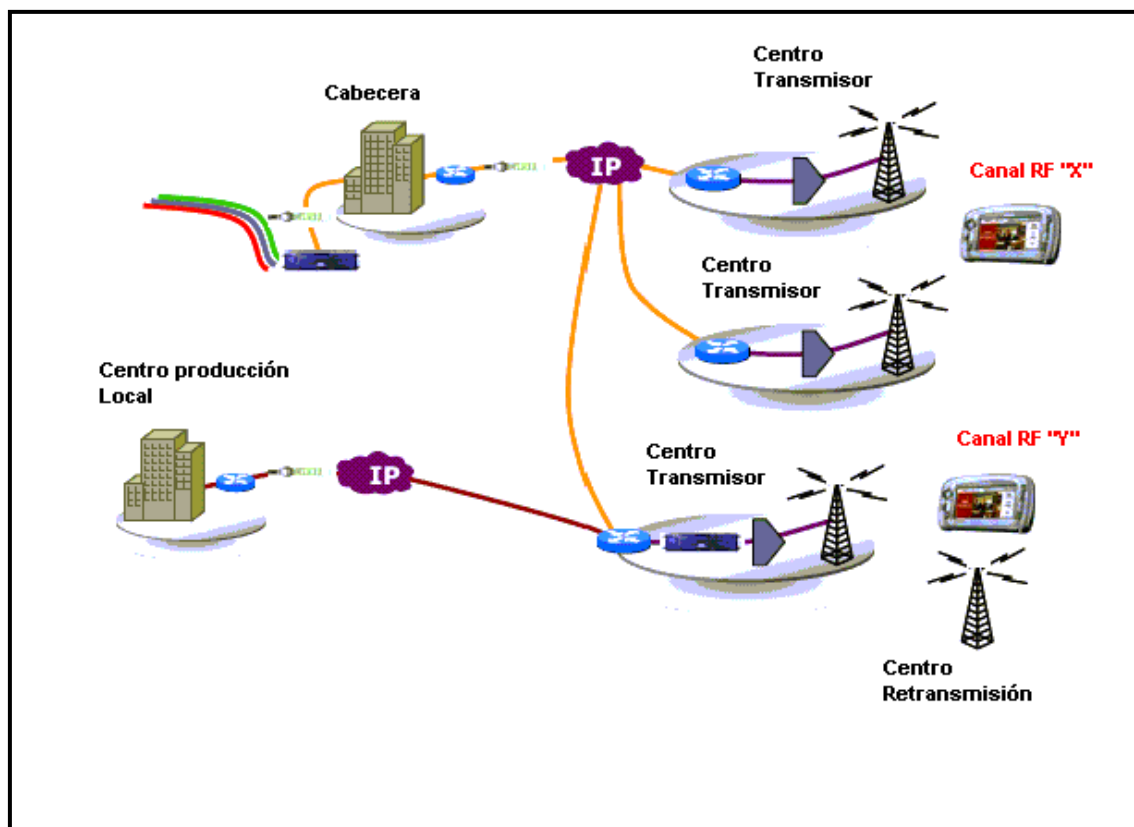 Centro
Transmisor
Cabecera
IP
Canal RF "X"
Centro
Transmisor
Centro producción
Local
Canal RF "Y"
Centro
Transmisor
IP
Centro
Retransmisión